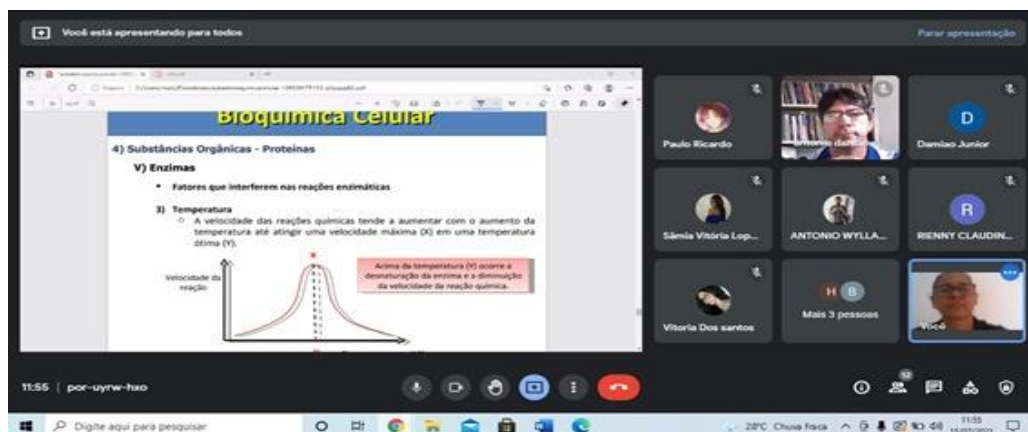 Você está apresentando para todos
Parar apresentação
Bioquímica Celular
4) Substâncias Orgânicas - Proteínas
V) Enzimas
• Fatores que interferem nas reações enzimáticas
3) Temperatura
A velocidade das reações químicas tende a aumentar com o aumento da
temperatura até atingir uma velocidade máxima (X) em uma temperatura
ótima (Y).
Velocidade da
reação
Acima da temperatura (Y) ocorre a
desnaturação da enzima e a diminuição
da velocidade da reação química.
Paulo Ricardo
Damiao Junior
D
Sâmia Vitória Lop...
ANTONIO WYLLA...
RIENNY CLAUDIN...
R
Vitoria Dos santos
H B
Mais 3 pessoas
Você
11:55 | por-uyrw-hxo
12
Digite aqui para pesquisar
28°C Chuva fraca
11:55